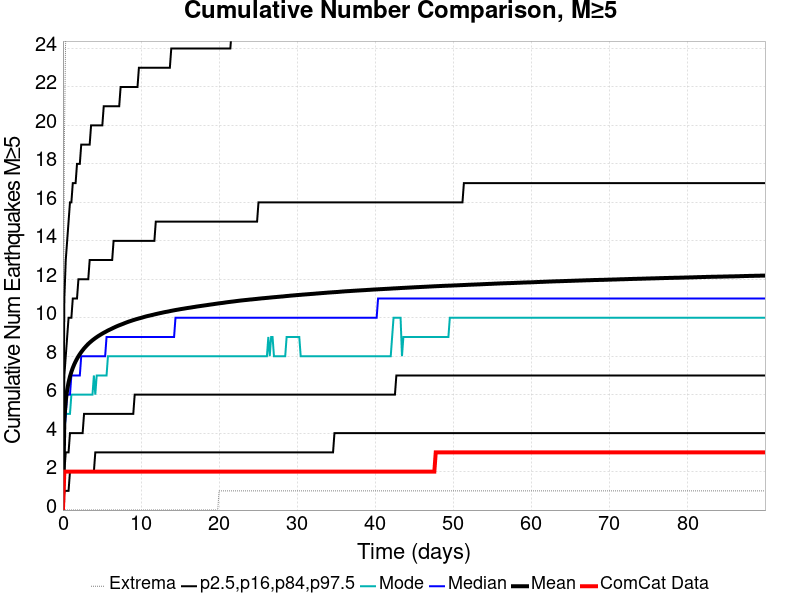 Cumulative Number Comparison, M≥5
Cumulative Num Earthquakes M≥5
24
22
20
18
16
14
12
10
8
6
4
2
0
0 10 20 30 40 50 60 70 80
Time (days)
Extrema p2.5,p16,p84,p97.5 Mode Median Mean ComCat Data